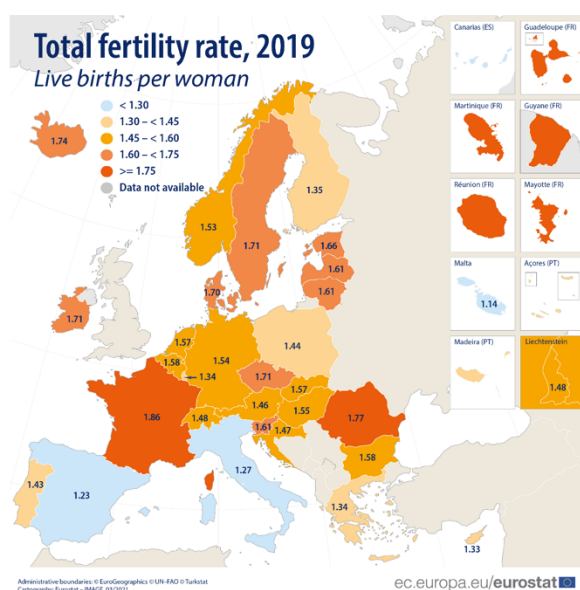 Total fertility rate, 2019
Live births per woman
< 1.30
1.30 – < 1.45
1.45 – < 1.60
1.60 – < 1.75
>= 1.75
Data not available
Canarias (ES)
Guadeloupe (FR)
Martinique (FR)
Guyane (FR)
Réunion (FR)
Mayotte (FR)
Malta
1.14
Açores (PT)
Madeira (PT)
Liechtenstein
1.48
1.74
1.35
1.53
1.71
1.66
1.61
1.61
1.70
1.71
1.57
1.54
1.44
1.58
1.34
1.71
1.57
1.86
1.48
1.46
1.55
1.77
1.61
1.47
1.58
1.27
1.43
1.23
1.34
1.33
Administrative boundaries: © EuroGeographics © UN-FAO © Turkstat
Cartography: Eurostat – IMAGE, 03/2021
ec.europa.eu/eurostat